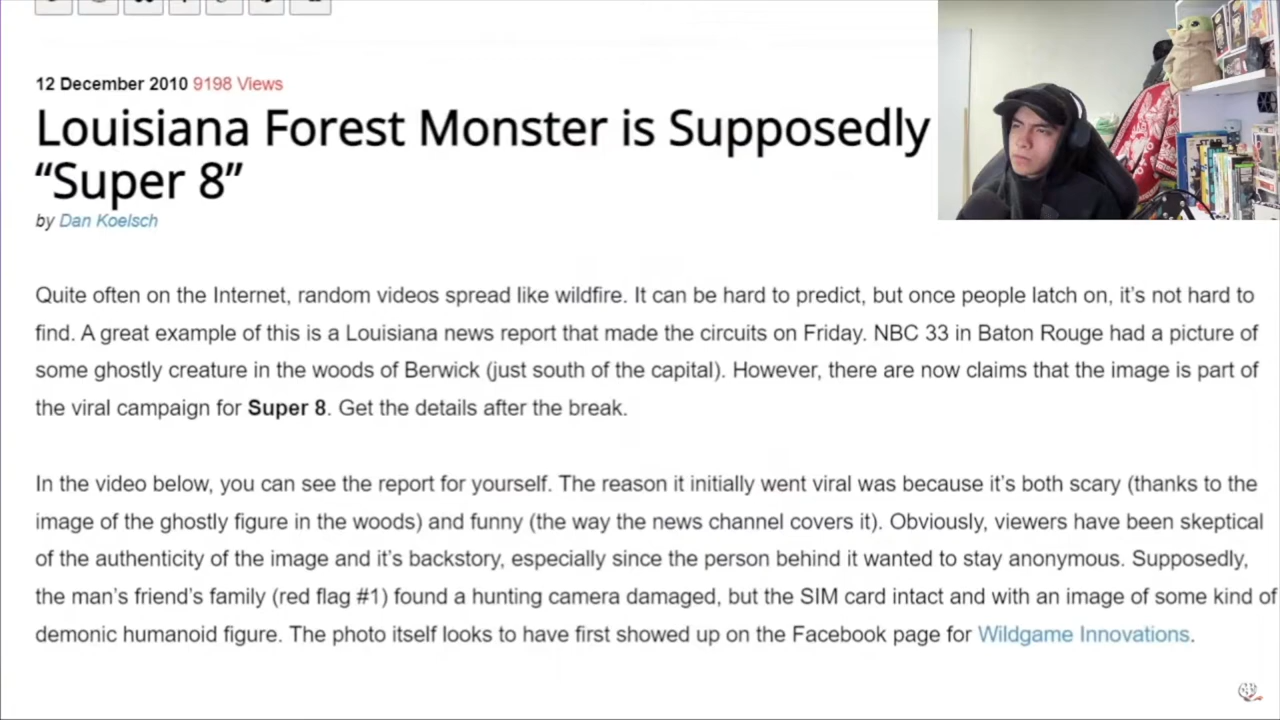 12 December 2010 9198 Views
Louisiana Forest Monster is Supposedly
“Super 8”
by Dan Koelsch
Quite often on the Internet, random videos spread like wildfire. It can be hard to predict, but once people latch on, it’s not hard to
find. A great example of this is a Louisiana news report that made the circuits on Friday. NBC 33 in Baton Rouge had a picture of
some ghostly creature in the woods of Berwick (just south of the capital). However, there are now claims that the image is part of
the viral campaign for Super 8. Get the details after the break.
In the video below, you can see the report for yourself. The reason it initially went viral was because it’s both scary (thanks to the
image of the ghostly figure in the woods) and funny (the way the news channel covers it). Obviously, viewers have been skeptical
of the authenticity of the image and it’s backstory, especially since the person behind it wanted to stay anonymous. Supposedly,
the man’s friend’s family (red flag #1) found a hunting camera damaged, but the SIM card intact and with an image of some kind of
demonic humanoid figure. The photo itself looks to have first showed up on the Facebook page for Wildgame Innovations.